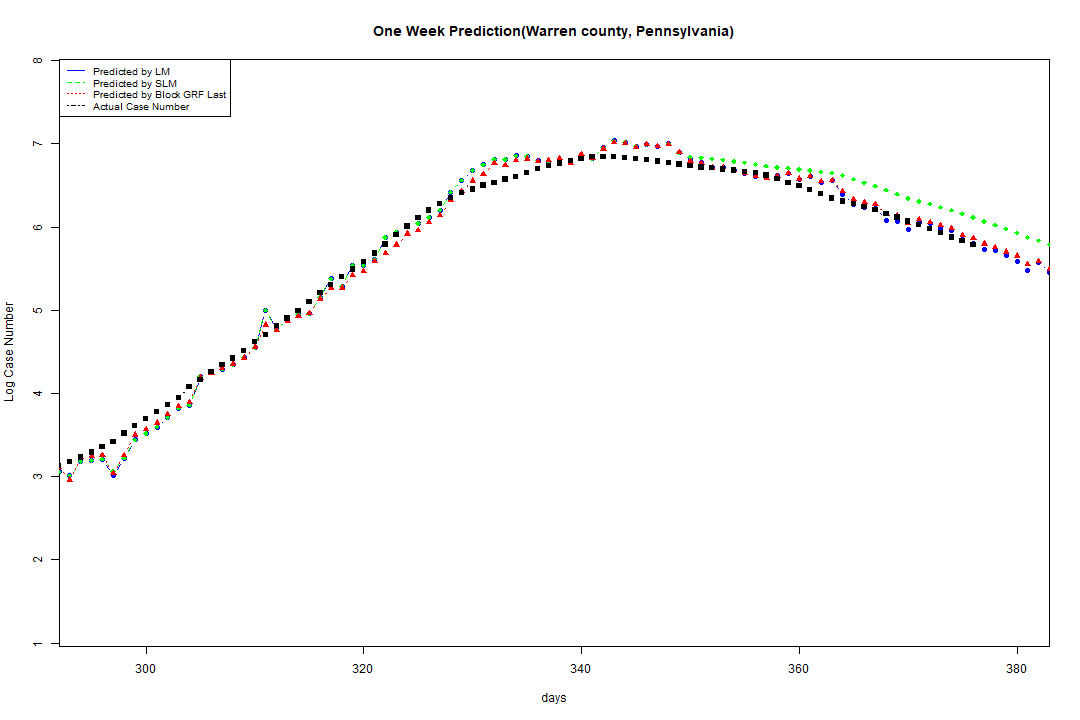 One Week Prediction(Warren county, Pennsylvania)
Predicted by LM
Predicted by SLM
Predicted by Block GRF Last
Actual Case Number
8
7
6
5
4
3
2
1
Log Case Number
300 320 340 360 380
days